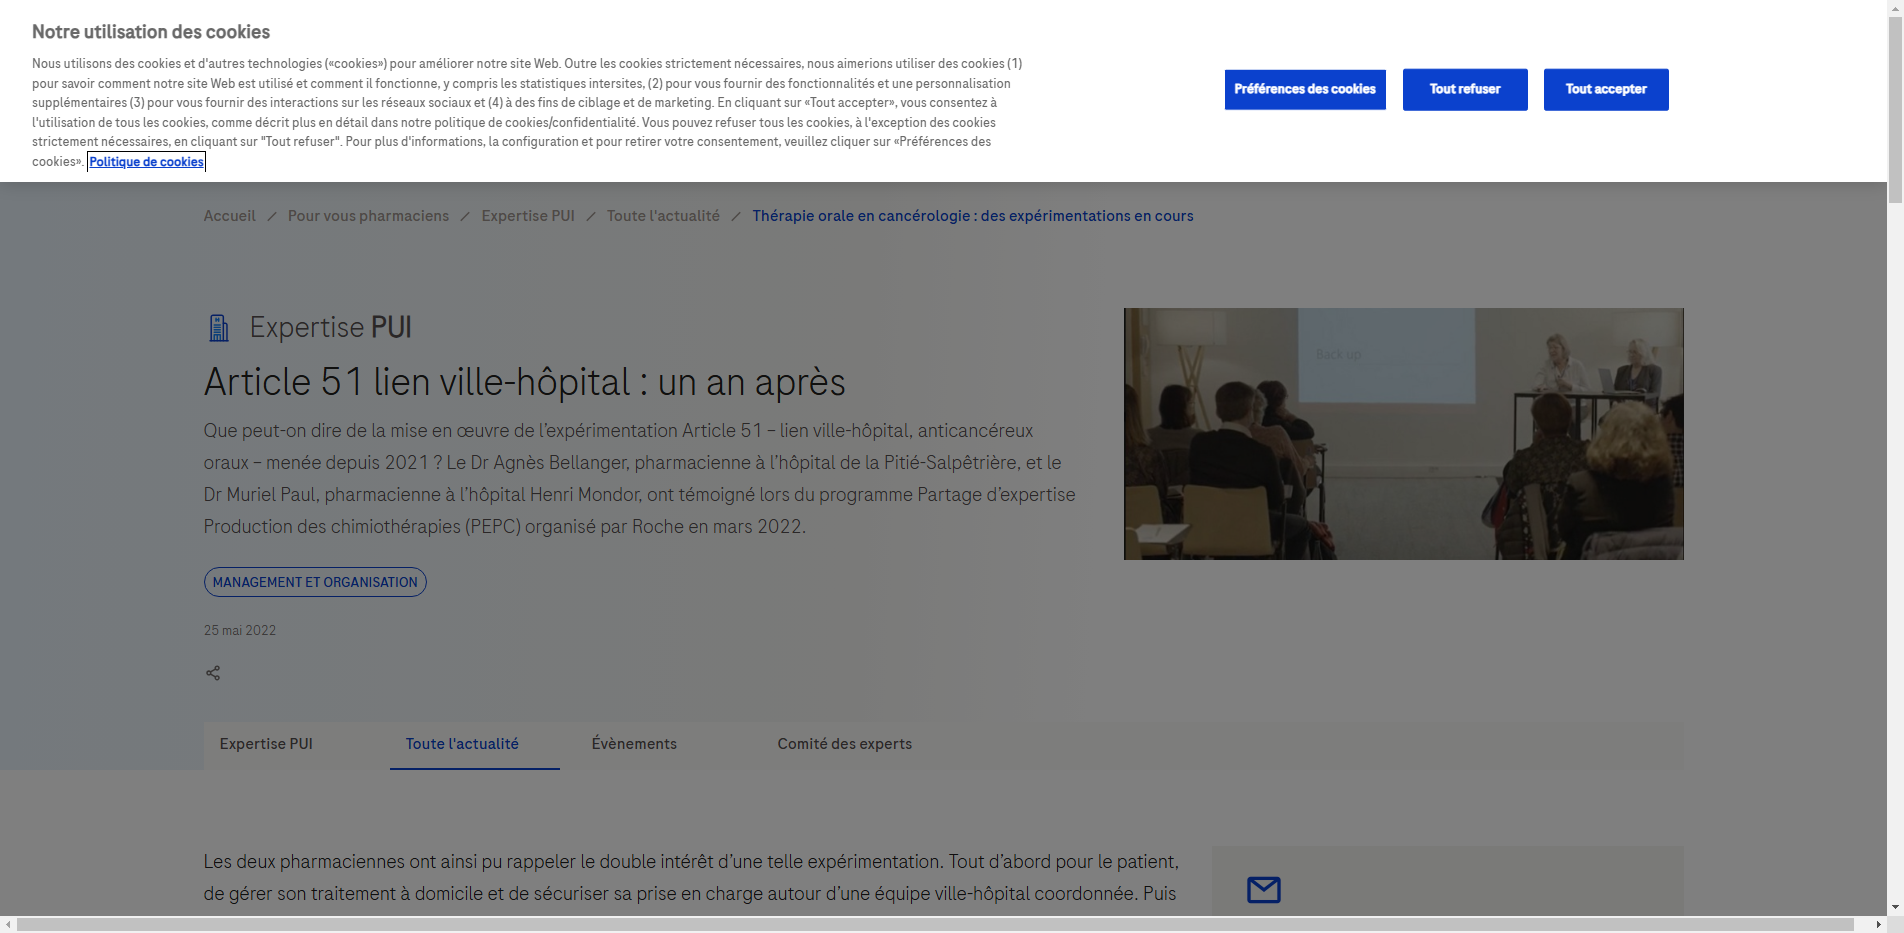 Notre utilisation des cookies
Nous utilisons des cookies et d'autres technologies («cookies») pour améliorer notre site Web. Outre les cookies strictement nécessaires, nous aimerions utiliser des cookies (1)
pour savoir comment notre site Web est utilisé et comment il fonctionne, y compris les statistiques intersites, (2) pour vous fournir des fonctionnalités et une personnalisation
supplémentaires (3) pour vous fournir des interactions sur les réseaux sociaux et (4) à des fins de ciblage et de marketing. En cliquant sur «Tout accepter», vous consentez à
l'utilisation de tous les cookies, comme décrit plus en détail dans notre politique de cookies/confidentialité. Vous pouvez refuser tous les cookies, à l'exception des cookies
strictement nécessaires, en cliquant sur "Tout refuser". Pour plus d'informations, la configuration et pour retirer votre consentement, veuillez cliquer sur «Préférences des
cookies». Politique de cookies
Préférences des cookies
Tout refuser
Tout accepter
Accueil / Pour vous pharmaciens / Expertise PUI / Toute l'actualité / Thérapie orale en cancérologie : des expérimentations en cours
Expertise PUI
Article 51 lien ville-hôpital : un an après
Que peut-on dire de la mise en œuvre de l’expérimentation Article 51 – lien ville-hôpital, anticancéreux
oraux – menée depuis 2021 ? Le Dr Agnès Bellanger, pharmacienne à l’hôpital de la Pitié-Salpêtrière, et le
Dr Muriel Paul, pharmacienne à l’hôpital Henri Mondor, ont témoigné lors du programme Partage d’expertise
Production des chimiothérapies (PEPC) organisé par Roche en mars 2022.
Back up
MANAGEMENT ET ORGANISATION
25 mai 2022
Expertise PUI
Toute l'actualité
Évènements
Comité des experts
Les deux pharmaciennes ont ainsi pu rappeler le double intérêt d’une telle expérimentation. Tout d’abord pour le patient,
de gérer son traitement à domicile et de sécuriser sa prise en charge autour d’une équipe ville-hôpital coordonnée. Puis